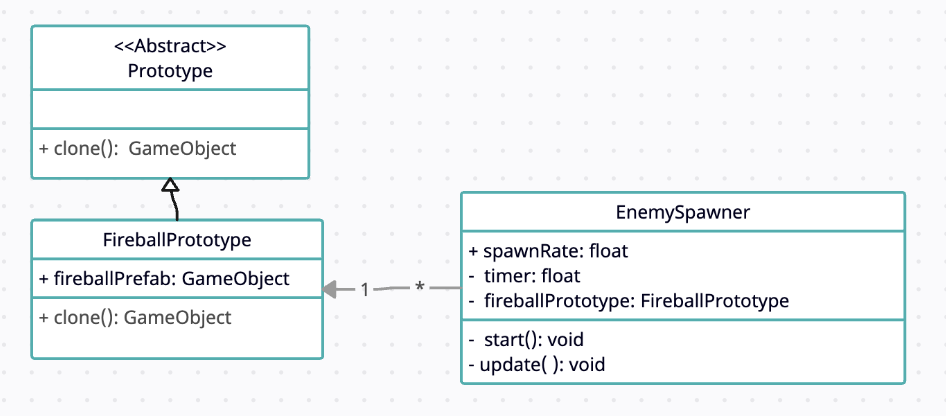 <<Abstract>>
Prototype
+ clone():  GameObject
FireballPrototype
+ fireballPrefab: GameObject
+ clone(): GameObject
1
*
EnemySpawner
+ spawnRate: float
-  timer: float
-  fireballPrototype: FireballPrototype
-  start(): void
- update( ): void